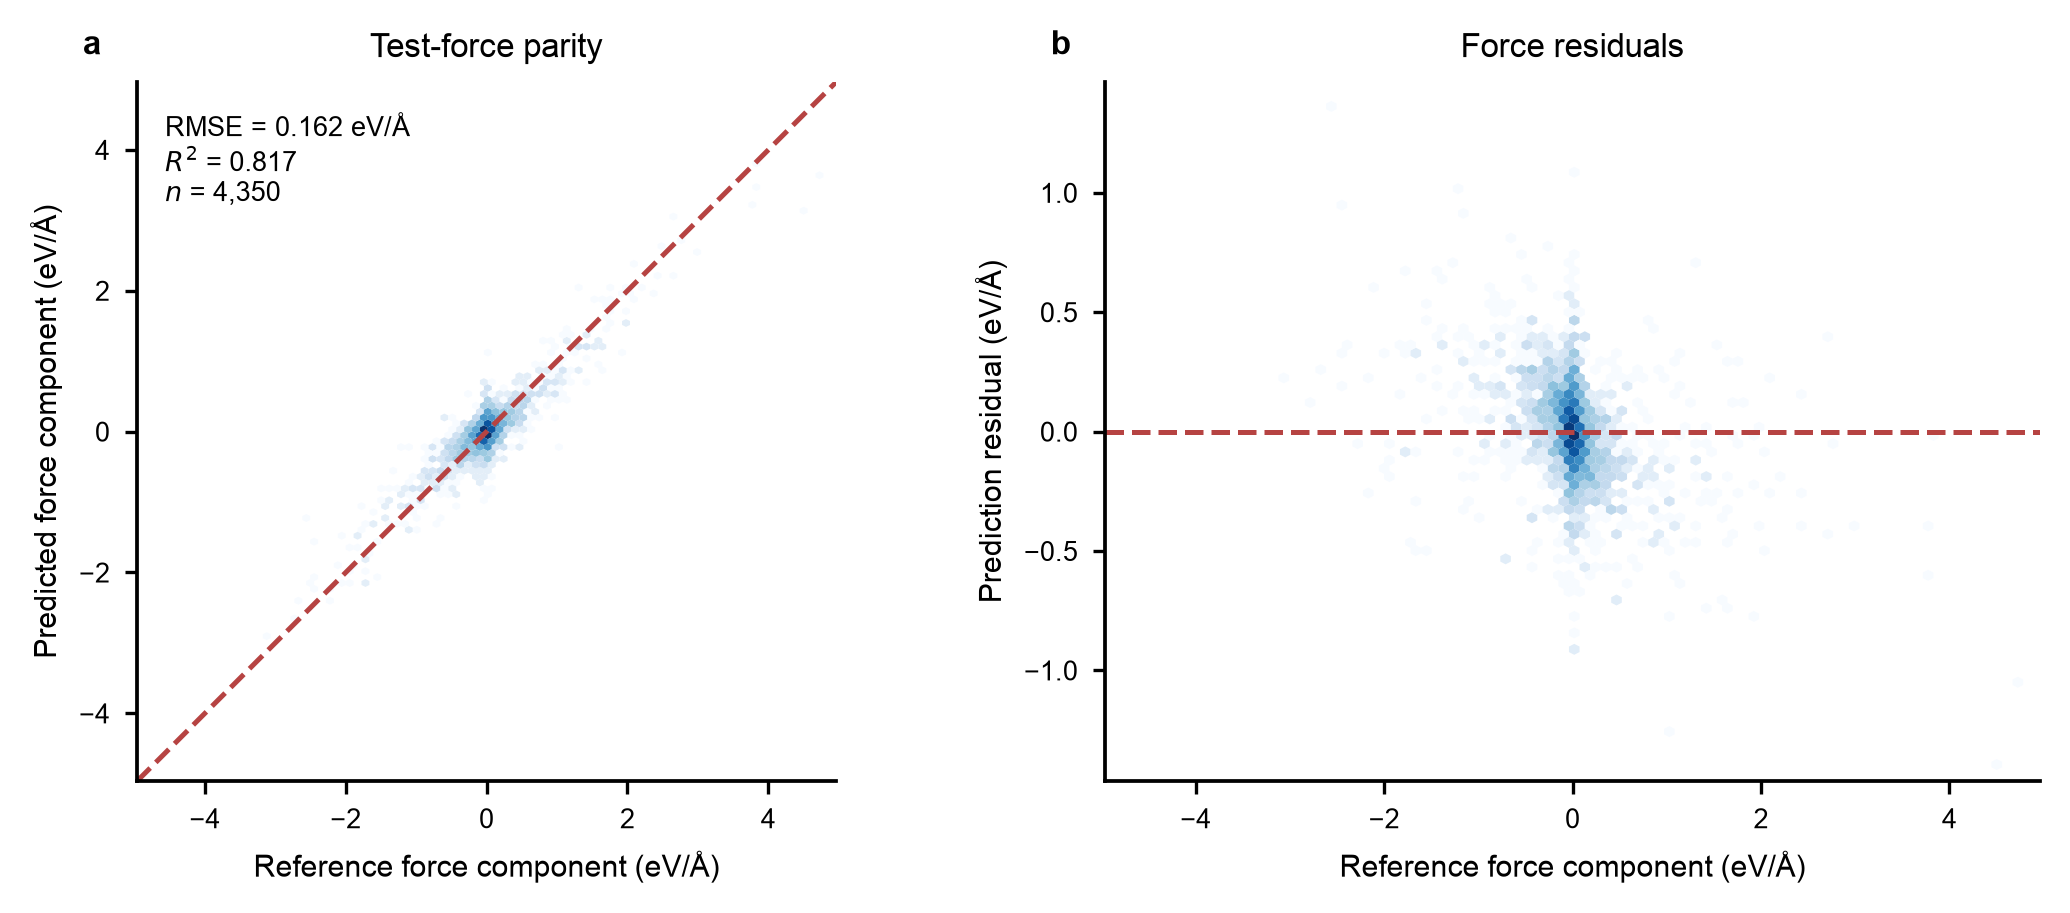 a
Test-force parity
RMSE = 0.162 eV/Å
R² = 0.817
n = 4,350
Predicted force component (eV/Å)
4
2
0
−2
−4
−4 −2 0 2 4
Reference force component (eV/Å)
b
Force residuals
Prediction residual (eV/Å)
1.0
0.5
0.0
−0.5
−1.0
−4 −2 0 2 4
Reference force component (eV/Å)